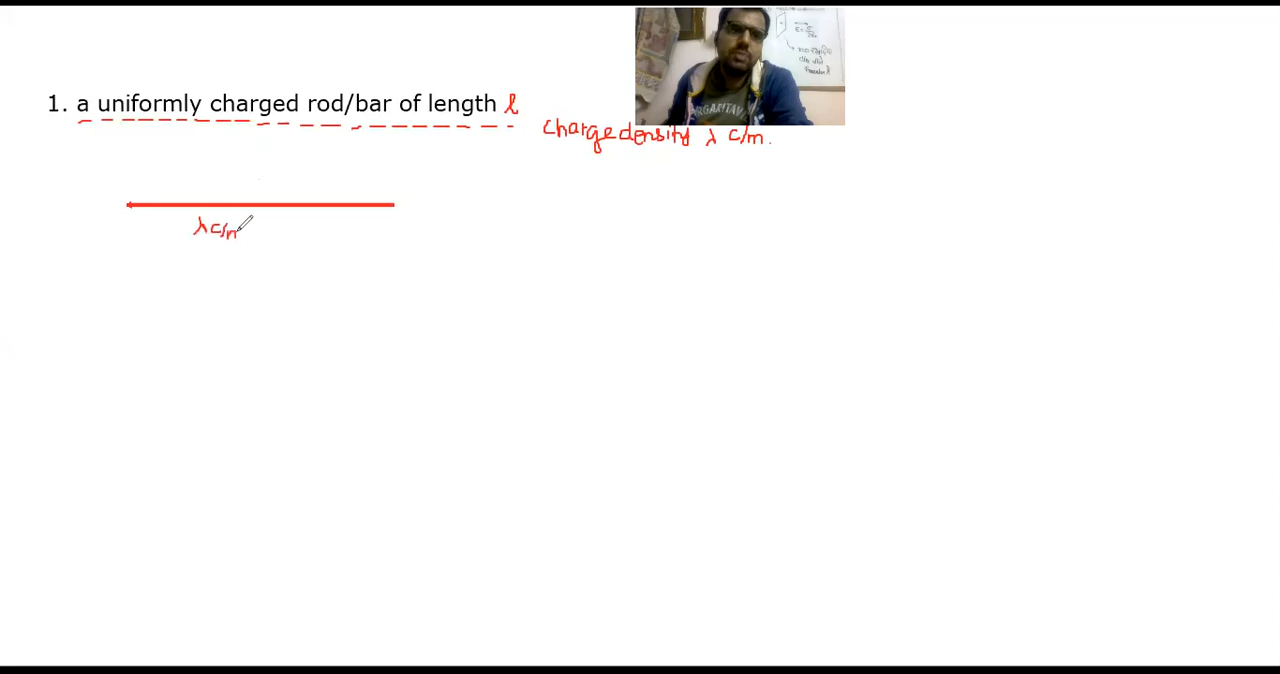 1. a uniformly charged rod/bar of length l
charge density λ c/m.
λ c/m